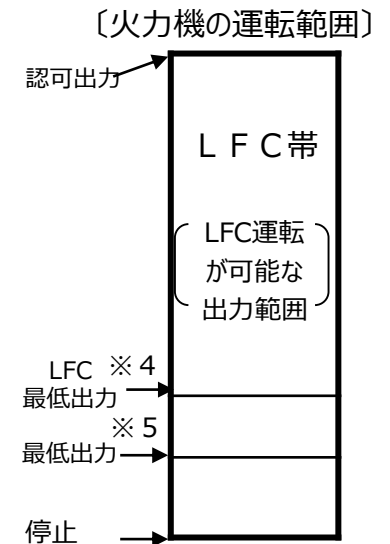 〔火力機の運転範囲〕
認可出力
ＬＦＣ帯
LFC運転
が可能な
出力範囲
LFC ※４
最低出力
※５
最低出力
停止